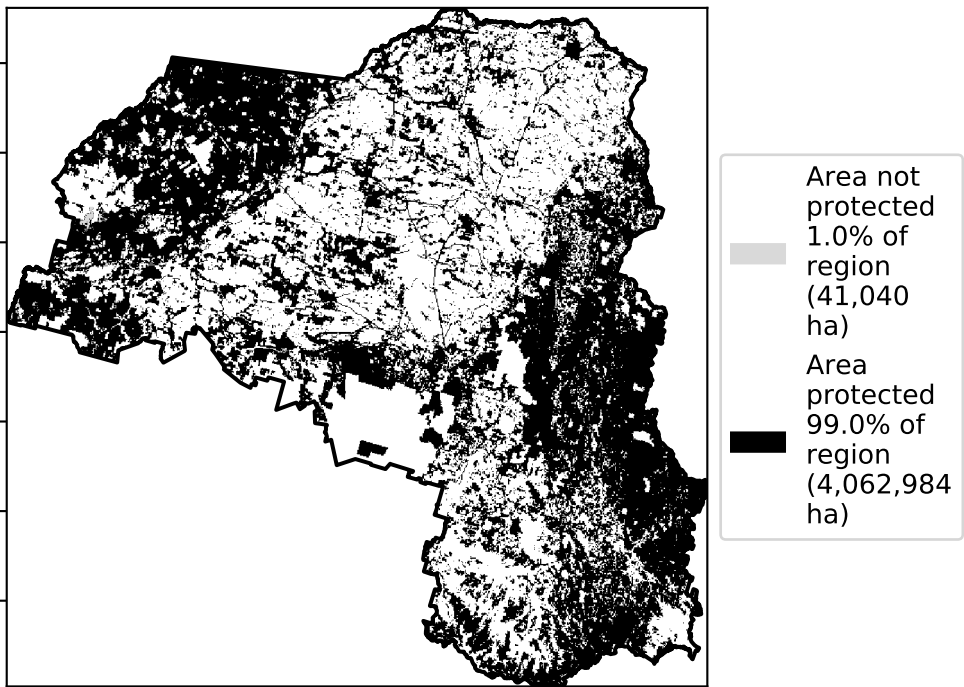 Area not
protected
1.0% of
region
(41,040
ha)
Area
protected
99.0% of
region
(4,062,984
ha)